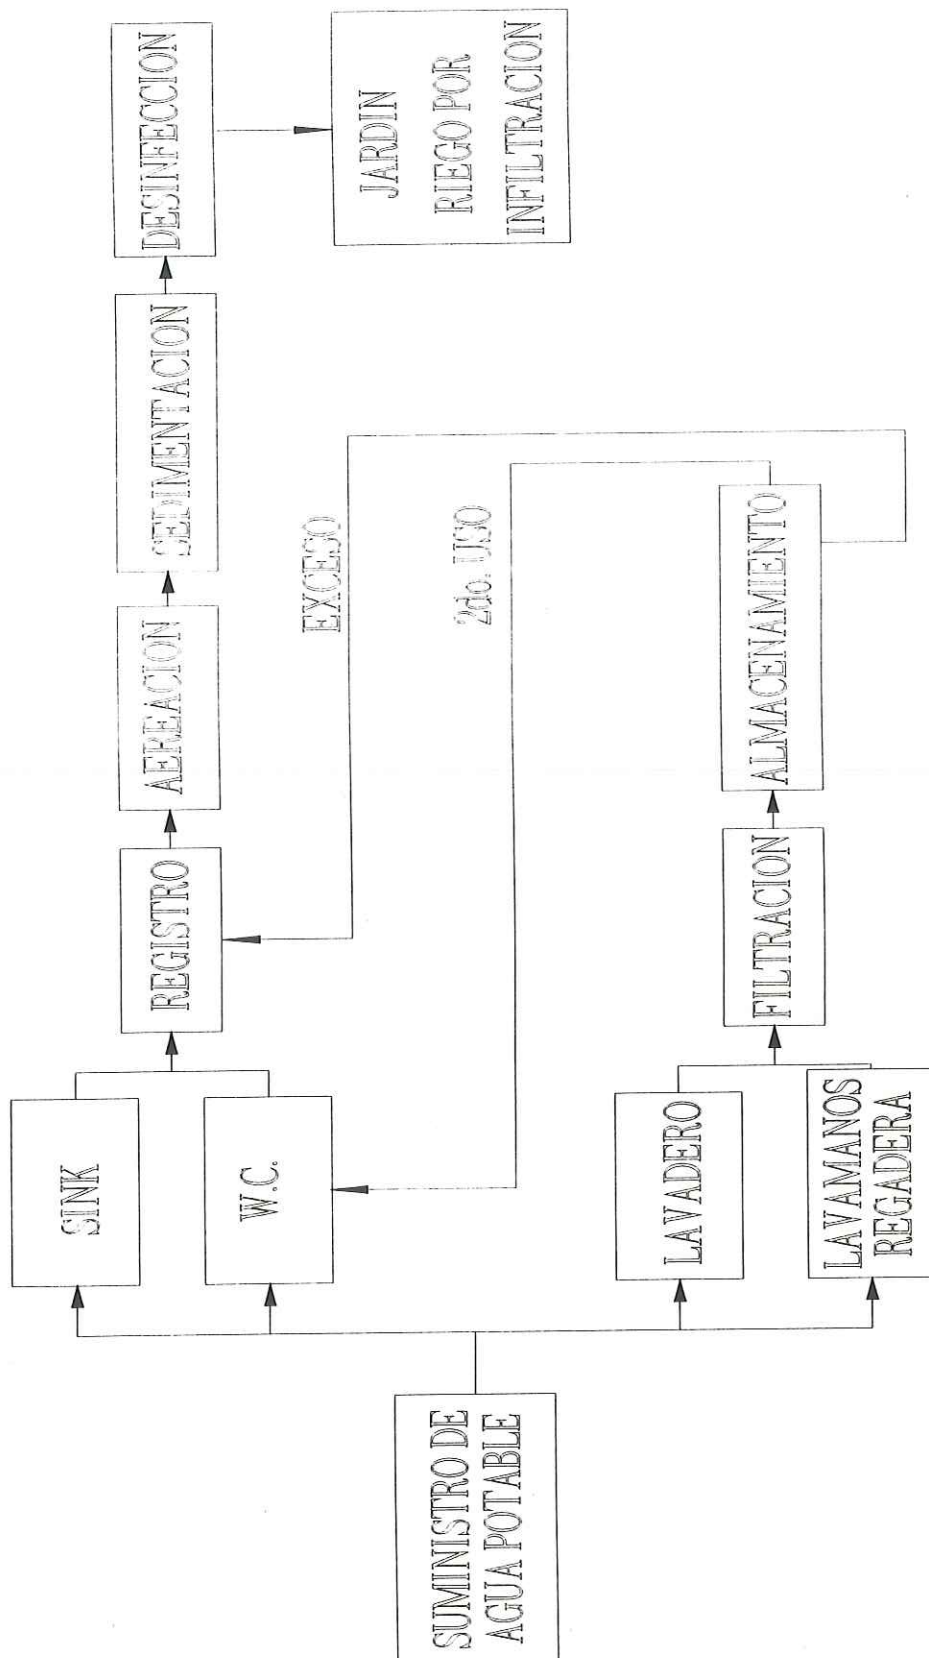 SUMINISTRO DE
AGUA POTABLE
SINK
W.C.
LAVADERO
LAVAMANOS
REGADERA
REGISTRO
AEREACION
SEDIMENTACION
DESINFECCION
JARDIN
RIEGO POR
INFILTRACION
EXCESO
2do. USO
FILTRACION
ALMACENAMIENTO